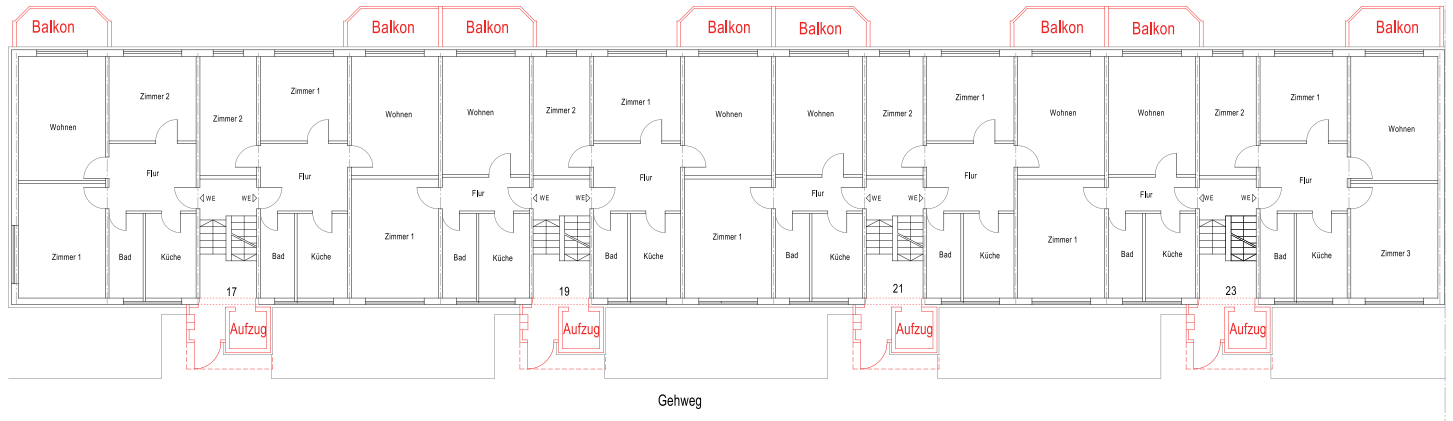 Balkon Balkon Balkon Balkon Balkon Balkon Balkon Balkon
Zimmer 2 Zimmer 1 Zimmer 2 Zimmer 1 Zimmer 2 Zimmer 1 Zimmer 2 Zimmer 1
Wohnen Zimmer 2 Wohnen Wohnen Wohnen Wohnen Wohnen Wohnen Wohnen
Flur Flur Flur Flur Flur Flur Flur Flur
WE WE WE WE WE WE WE WE
Zimmer 1 Bad Küche Bad Küche Zimmer 1 Bad Küche Bad Küche Zimmer 1 Bad Küche Bad Küche Zimmer 1 Bad Küche Bad Küche Zimmer 3
17 19 21 23
Aufzug Aufzug Aufzug Aufzug
Gehweg